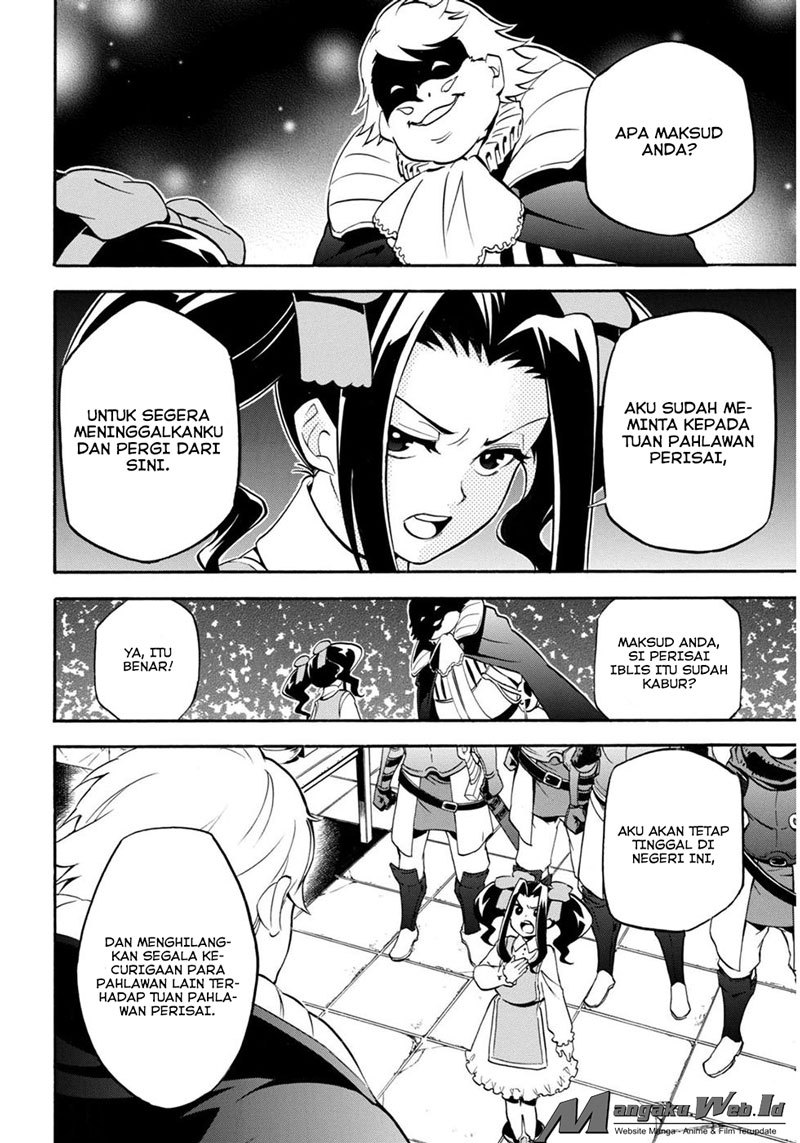 APA MAKSUD
ANDA?
AKU SUDAH ME-
MINTA KEPADA
TUAN PAHLAWAN
PERISAI,
UNTUK SEGERA
MENINGGALKANKU
DAN PERGI DARI
SINI.
MAKSUD ANDA,
SI PERISAI
IBLIS ITU SUDAH
KABUR?
YA, ITU
BENAR!
AKU AKAN TETAP
TINGGAL DI
NEGERI INI,
DAN MENGHILANG-
KAN SEGALA KE-
CURIGAAN PARA
PAHLAWAN LAIN TER-
HADAP TUAN PAHLA-
WAN PERISAI.
Mangaku.Web.Id
Website Manga - Anime & Film Terupdate